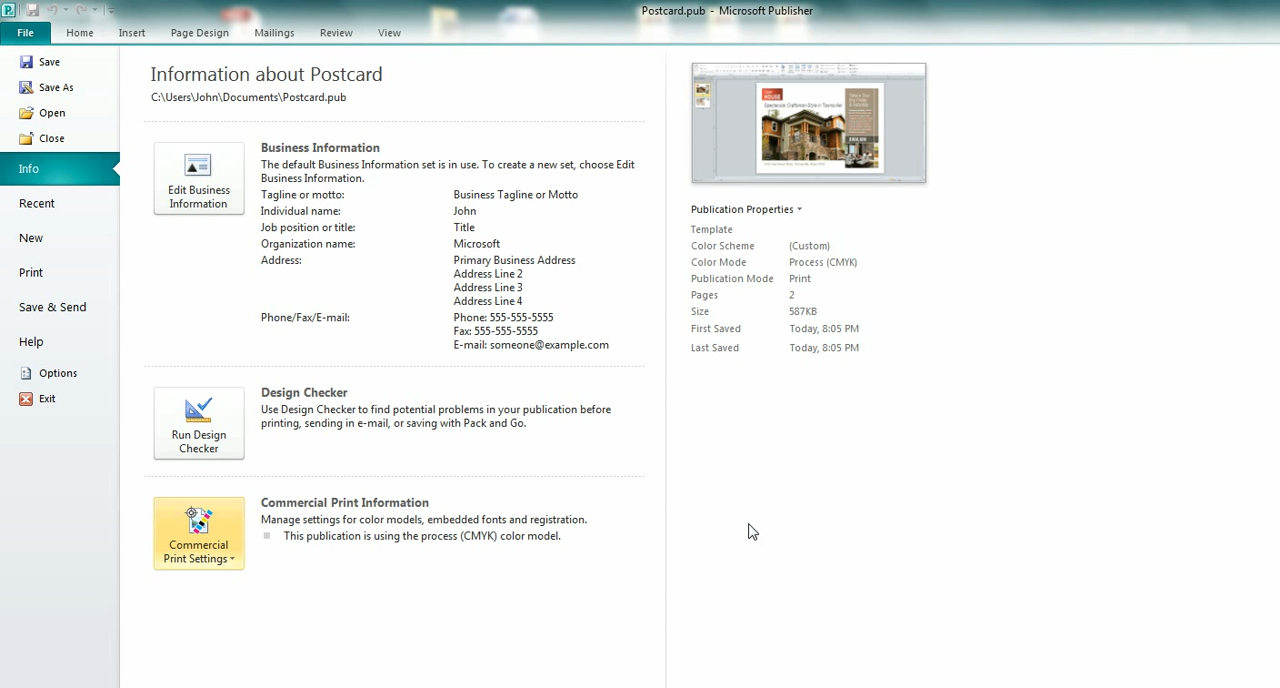 Postcard.pub - Microsoft Publisher
File Home Insert Page Design Mailings Review View
Save
Save As
Open
Close
Info
Recent
New
Print
Save & Send
Help
Options
Exit
Information about Postcard
C:\Users\John\Documents\Postcard.pub
Edit Business
Information
Business Information
The default Business Information set is in use. To create a new set, choose Edit
Business Information.
Tagline or motto: Business Tagline or Motto
Individual name: John
Job position or title: Title
Organization name: Microsoft
Address: Primary Business Address
Address Line 2
Address Line 3
Address Line 4
Phone/Fax/E-mail: Phone: 555-555-5555
Fax: 555-555-5555
E-mail: someone@example.com
Run Design
Checker
Design Checker
Use Design Checker to find potential problems in your publication before
printing, sending in e-mail, or saving with Pack and Go.
Commercial
Print Settings
Commercial Print Information
Manage settings for color models, embedded fonts and registration.
This publication is using the process (CMYK) color model.
HOUSE
Publication Properties
Template
Color Scheme (Custom)
Color Mode Process (CMYK)
Publication Mode Print
Pages 2
Size 587KB
First Saved Today, 8:05 PM
Last Saved Today, 8:05 PM